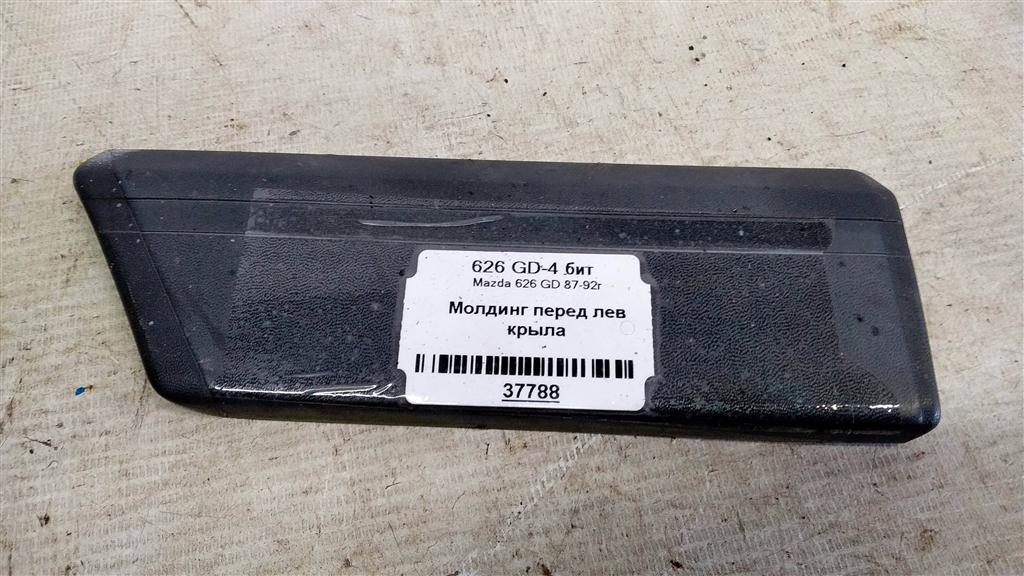 626 GD-4 бит
Mazda 626 GD 87-92г
Молдинг перед лев
крыла
37788